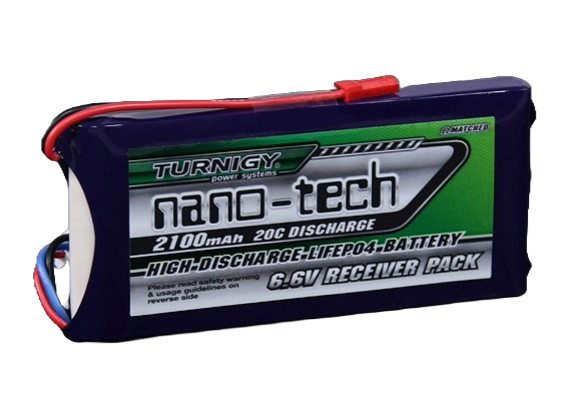 Ω MATCHED
TURNIGY®
power systems
nano-tech
2100mAh 20C DISCHARGE
HIGH-DISCHARGE-LIFEPO4-BATTERY
6.6V RECEIVER PACK
Please read safety warning
& usage guidelines on
reverse side